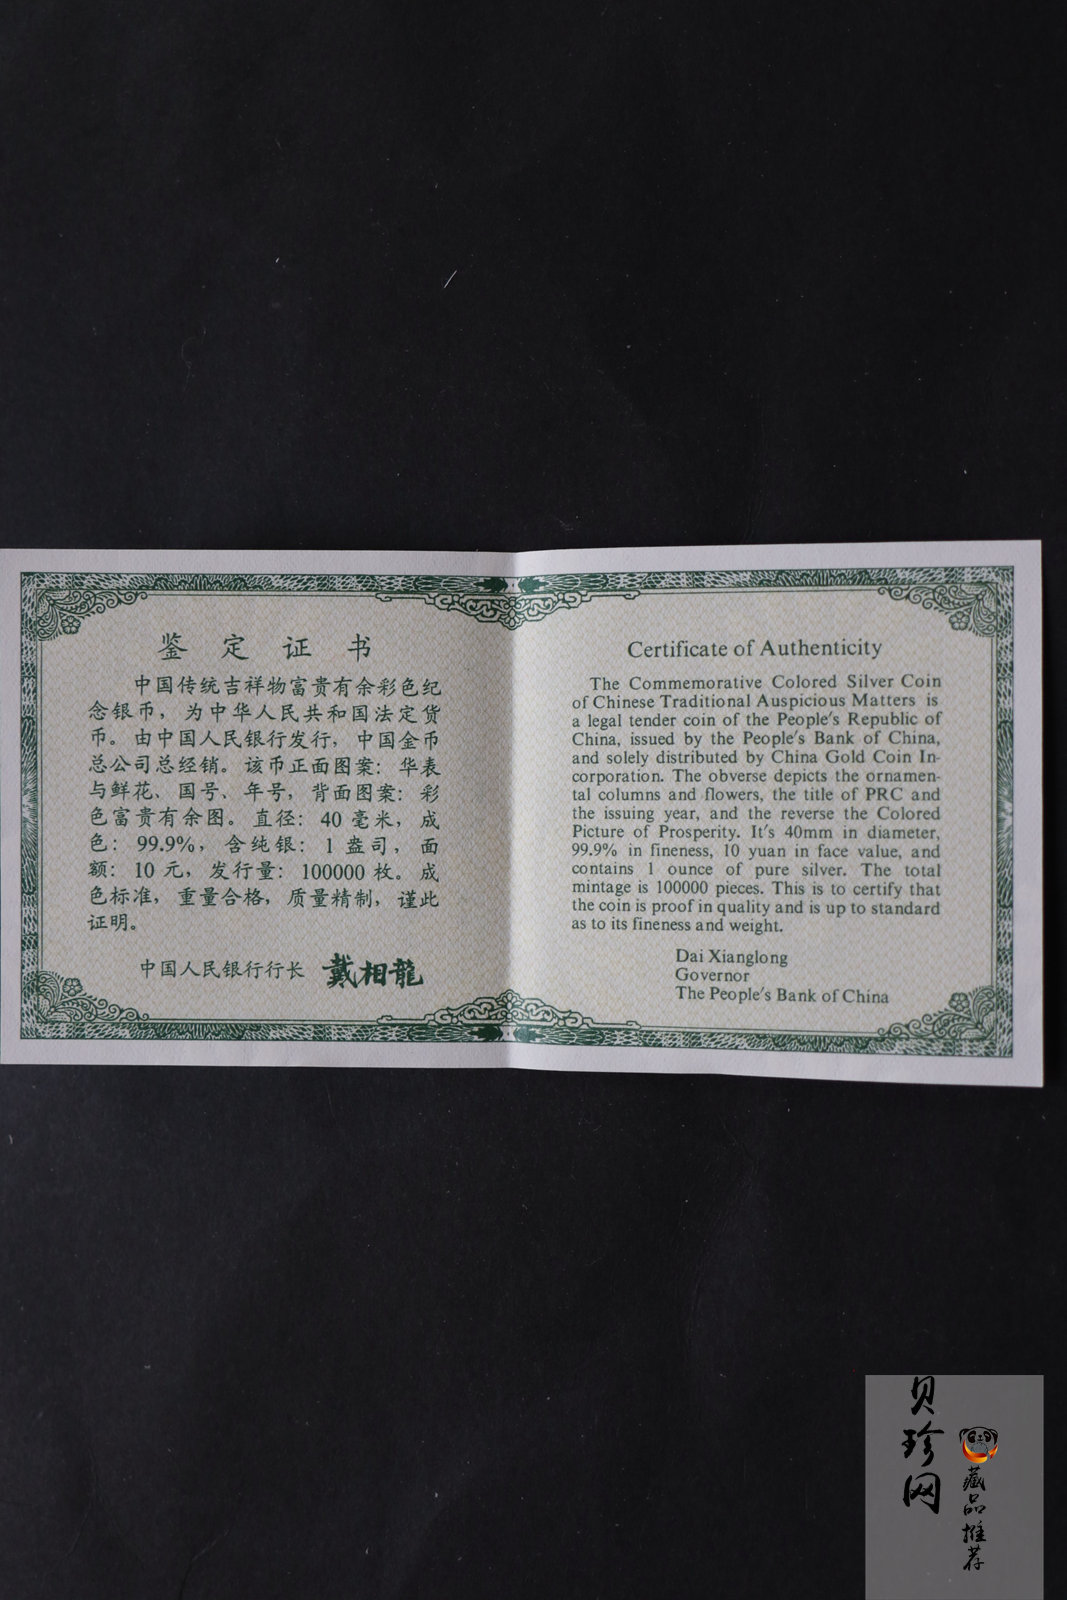 鉴定证书
中国传统吉祥物富贵有余彩色纪
念银币，为中华人民共和国法定货
币。由中国人民银行发行，中国金币
总公司总经销。该币正面图案：华表
与鲜花、国号、年号，背面图案：彩
色富贵有余图。直径：40毫米，成
色：99.9%，含纯银：1盎司，面
额：10元，发行量：100000枚。成
色标准，重量合格，质量精制，谨此
证明。
中国人民银行行长 戴相龍
Certificate of Authenticity
The Commemorative Colored Silver Coin
of Chinese Traditional Auspicious Matters is
a legal tender coin of the People's Republic of
China, issued by the People's Bank of China,
and solely distributed by China Gold Coin In-
corporation. The obverse depicts the ornamen-
tal columns and flowers, the title of PRC and
the issuing year, and the reverse the Colored
Picture of Prosperity. It's 40mm in diameter,
99.9% in fineness, 10 yuan in face value, and
contains 1 ounce of pure silver. The total
mintage is 100000 pieces. This is to certify that
the coin is proof in quality and is up to standard
as to its fineness and weight.
Dai Xianglong
Governor
The People's Bank of China
贝珍网
藏品推荐